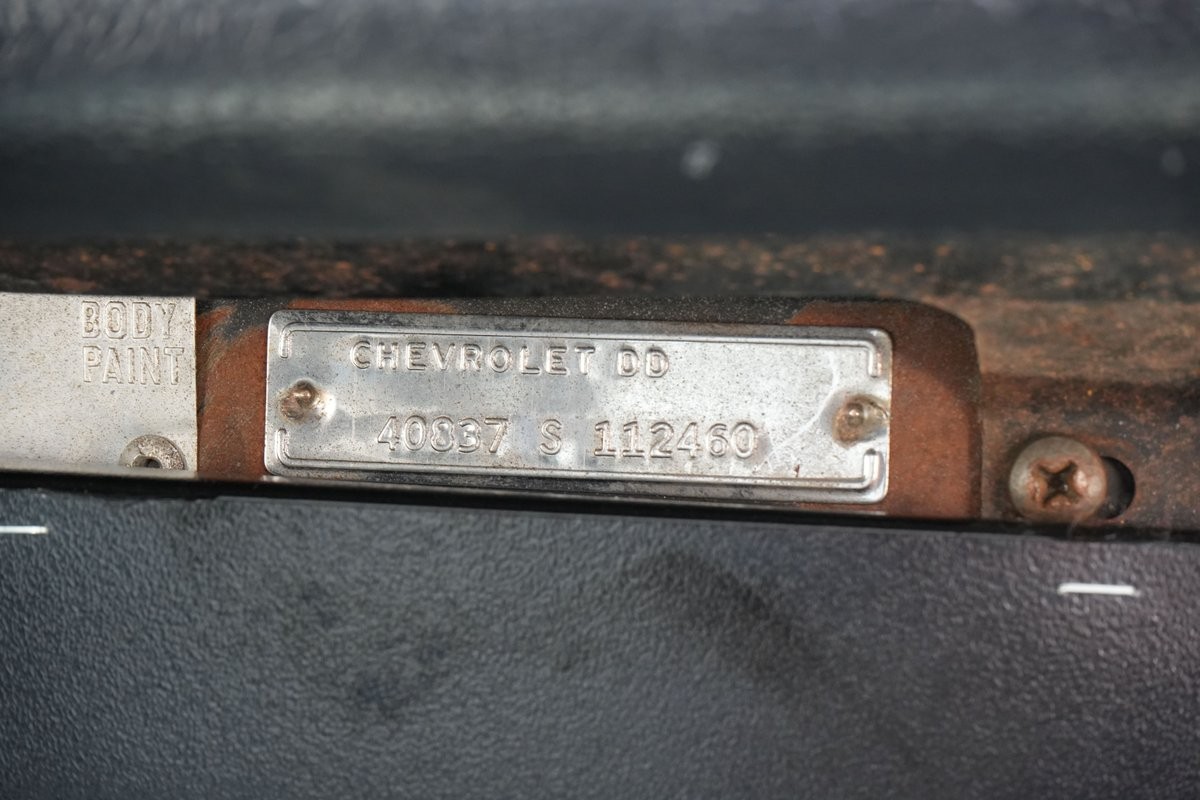 BODY
PAINT
CHEVROLET DD
40837 S 112460